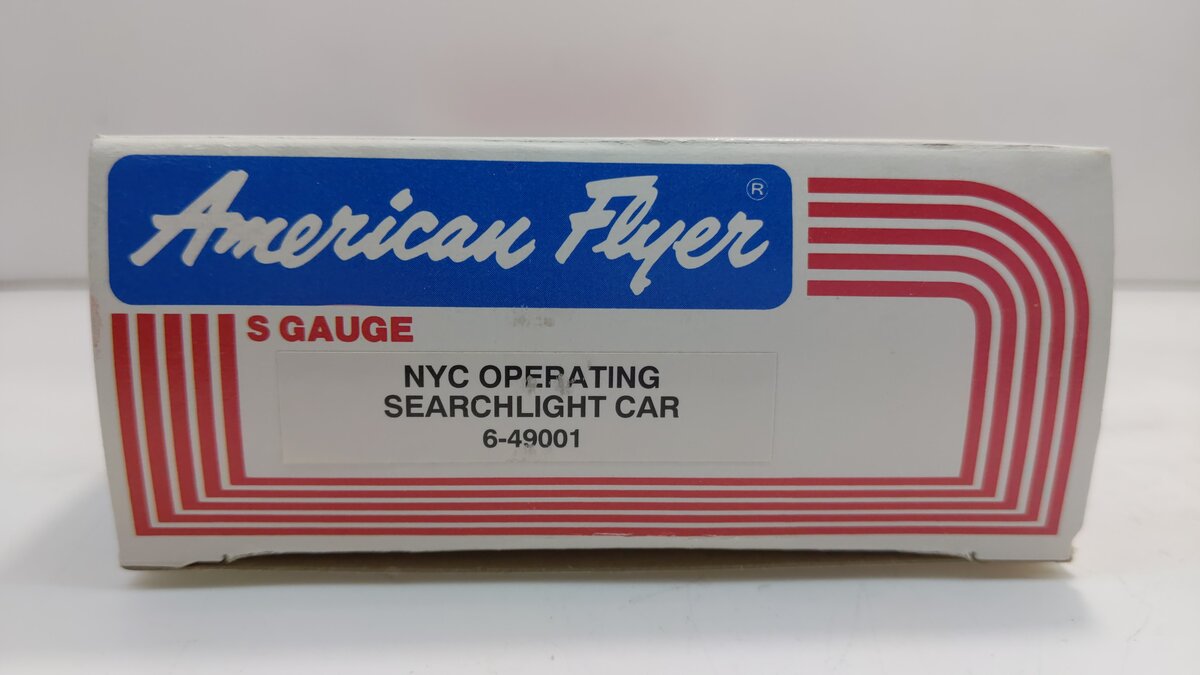 American Flyer ®
S GAUGE
NYC OPERATING
SEARCHLIGHT CAR
6-49001